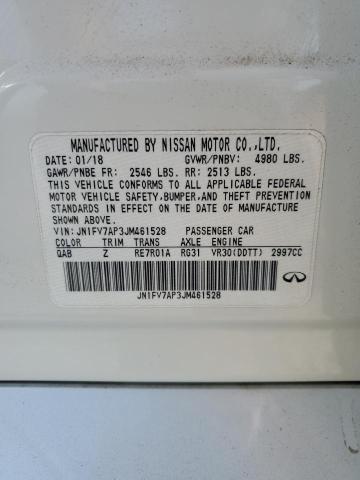 MANUFACTURED BY NISSAN MOTOR CO.,LTD.
DATE: 01/18 GVWR/PNBV: 4980 LBS.
GAWR/PNBE FR: 2546 LBS. RR: 2513 LBS.
THIS VEHICLE CONFORMS TO ALL APPLICABLE FEDERAL
MOTOR VEHICLE SAFETY,BUMPER,AND THEFT PREVENTION
STANDARDS IN EFFECT ON THE DATE OF MANUFACTURE
SHOWN ABOVE.
VIN: JN1FV7AP3JM461528 PASSENGER CAR
COLOR TRIM TRANS AXLE ENGINE
QAB Z RE7R01A RG31 VR30(DDTT) 2997CC
JN1FV7AP3JM461528